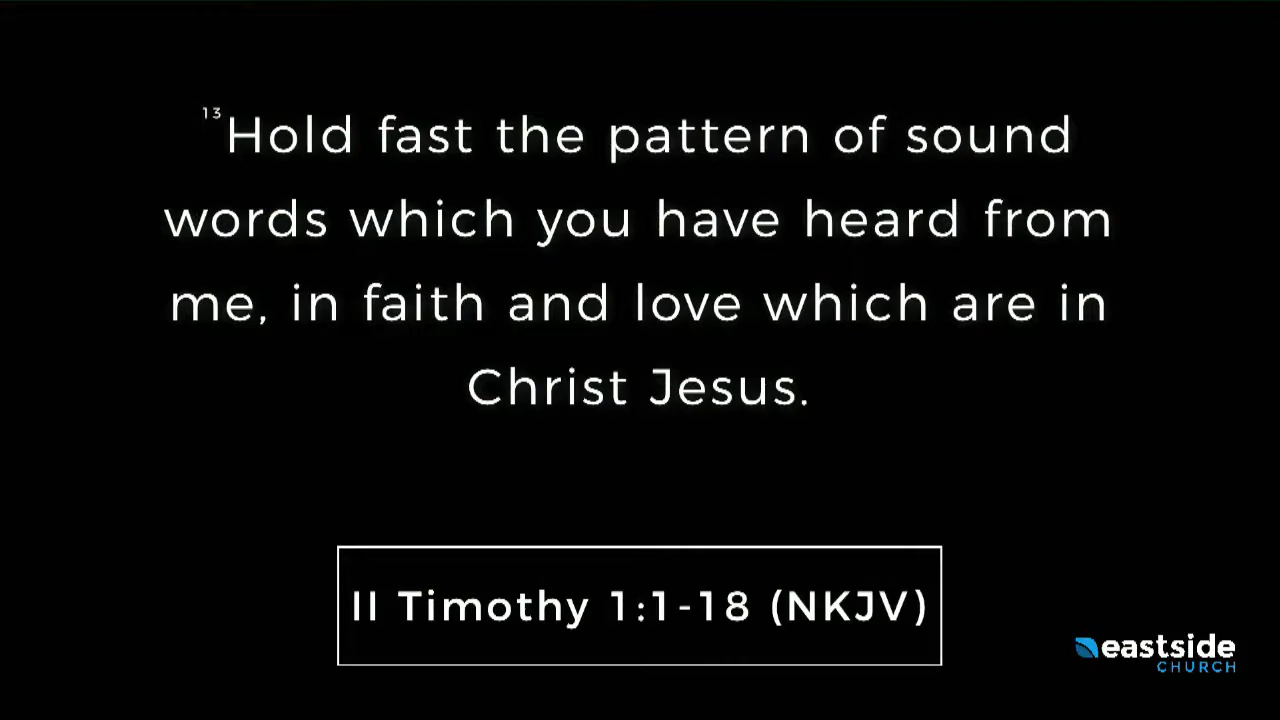 13Hold fast the pattern of sound
words which you have heard from
me, in faith and love which are in
Christ Jesus.
II Timothy 1:1-18 (NKJV)
eastside
CHURCH